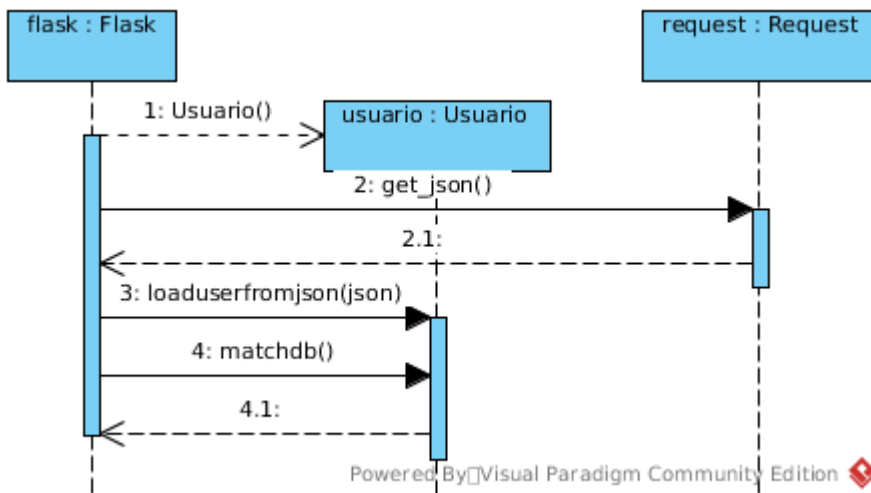 flask : Flask
request : Request
1: Usuario()
usuario : Usuario
2: get_json()
2.1:
3: loaduserfromjson(json)
4: matchdb()
4.1:
Powered By□Visual Paradigm Community Edition